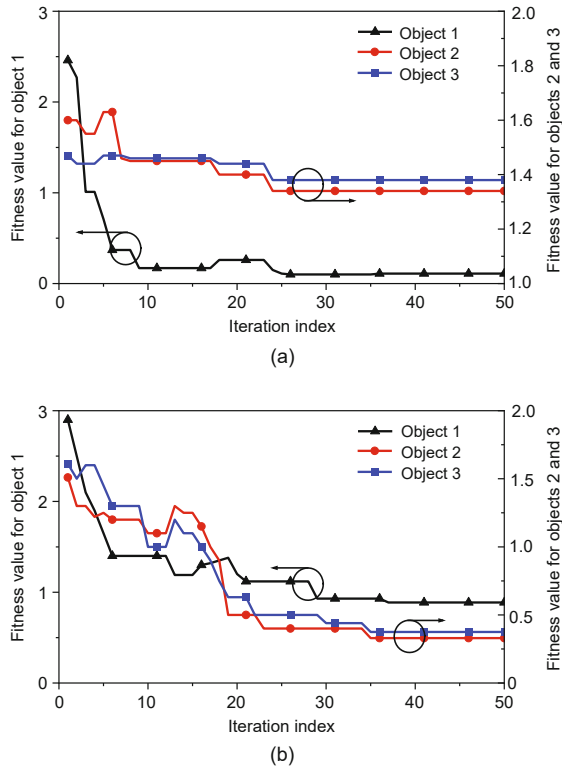 3
2
1
0
Fitness value for object 1
2.0
1.8
1.6
1.4
1.2
1.0
Fitness value for objects 2 and 3
Object 1
Object 2
Object 3
0 10 20 30 40 50
Iteration index
(a)
3
2
1
0
Fitness value for object 1
2.0
1.5
1.0
0.5
0
Fitness value for objects 2 and 3
Object 1
Object 2
Object 3
0 10 20 30 40 50
Iteration index
(b)